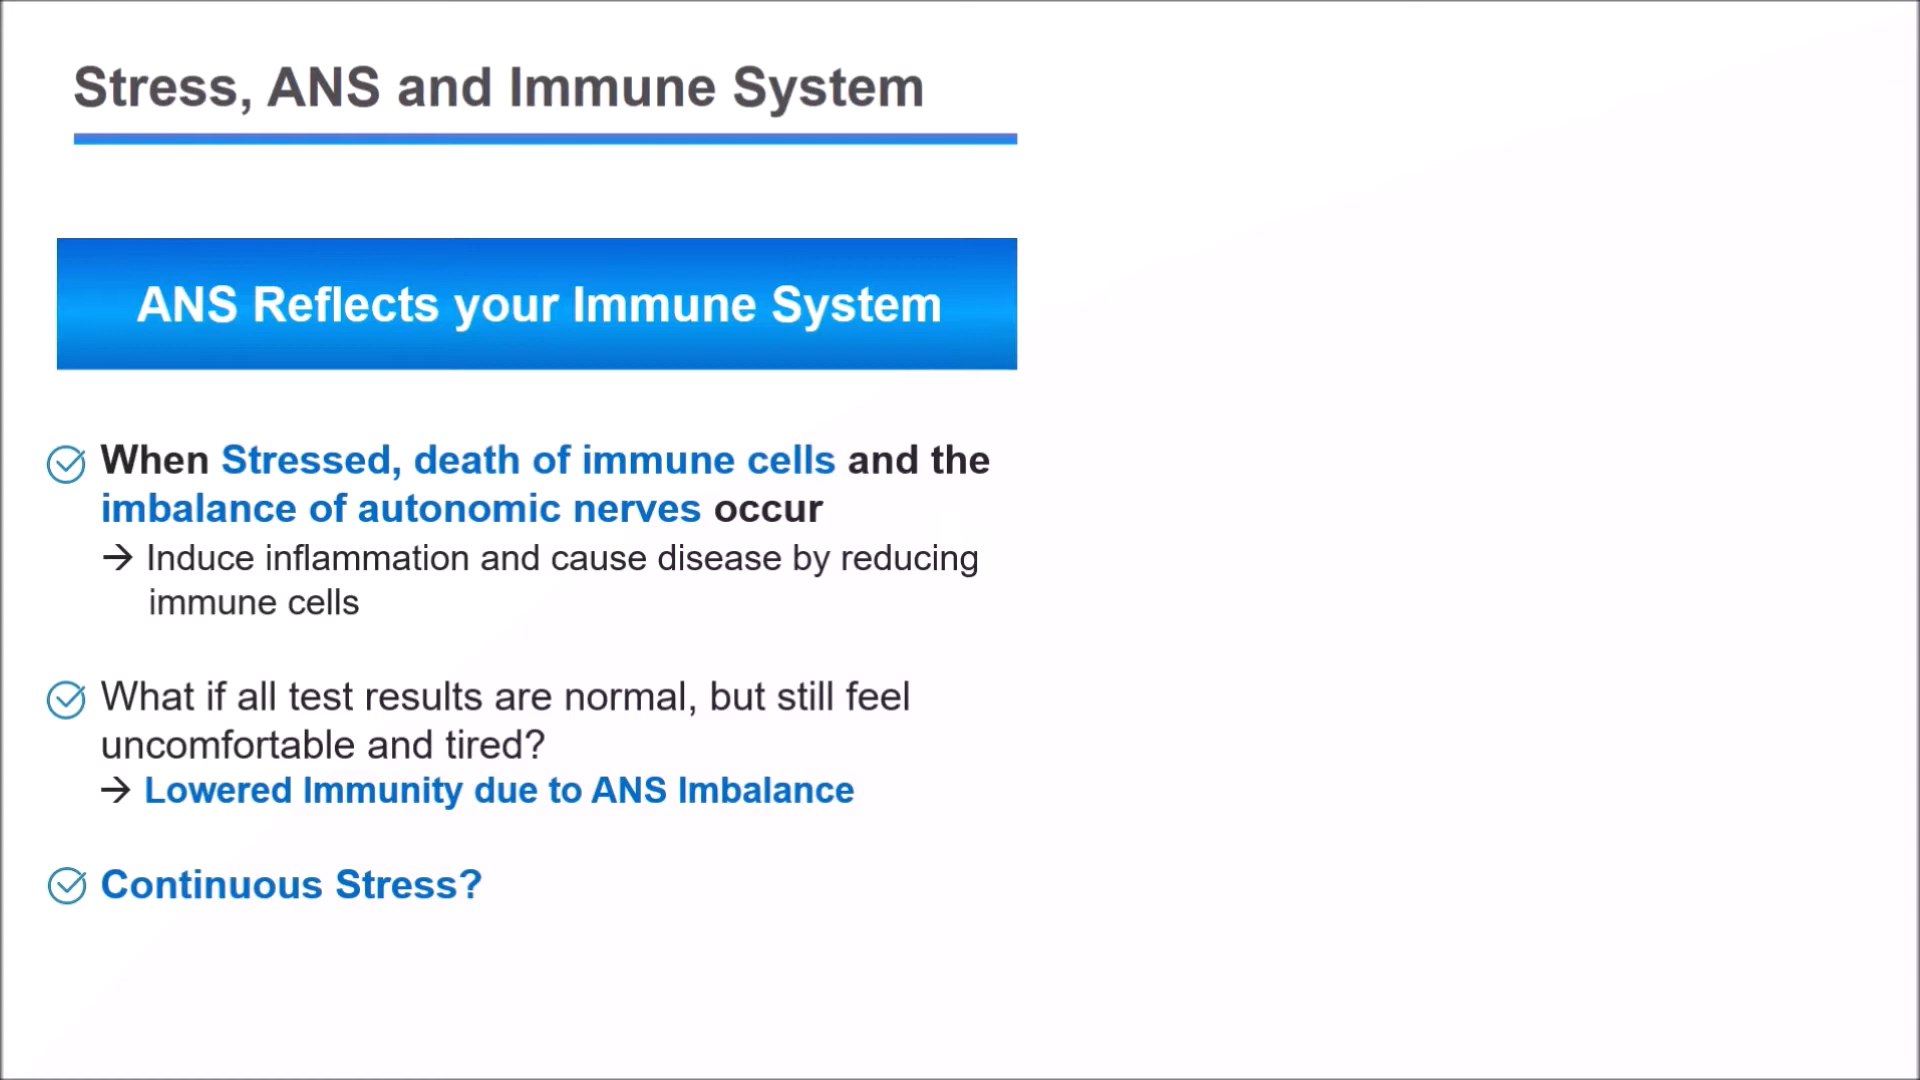 Stress, ANS and Immune System
ANS Reflects your Immune System
When Stressed, death of immune cells and the
imbalance of autonomic nerves occur
→ Induce inflammation and cause disease by reducing
immune cells
What if all test results are normal, but still feel
uncomfortable and tired?
→ Lowered Immunity due to ANS Imbalance
Continuous Stress?